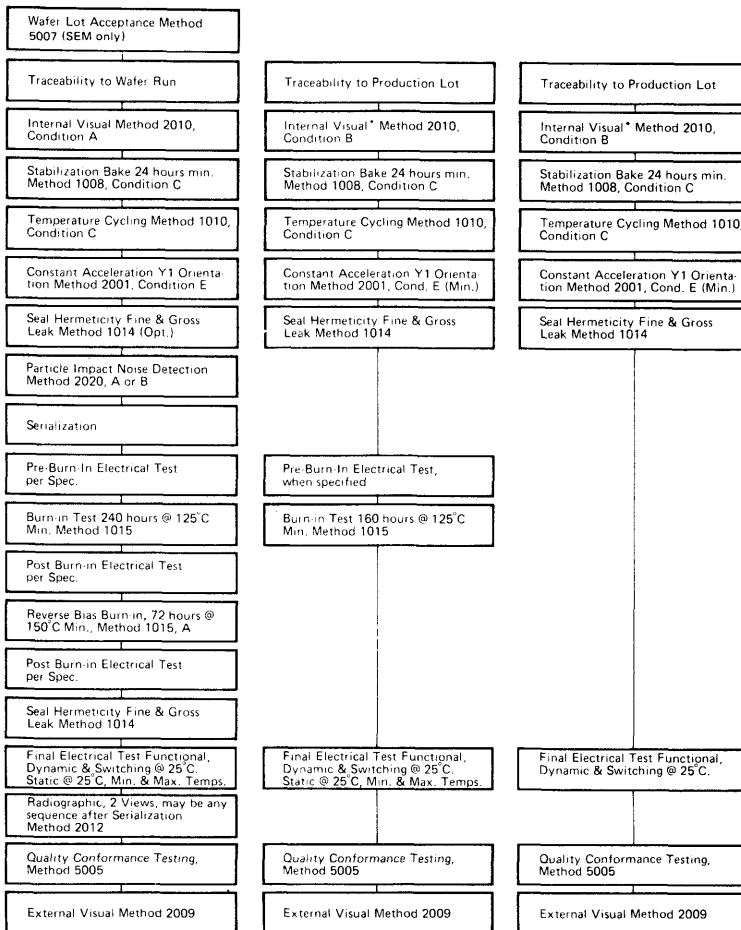 Wafer Lot Acceptance Method
5007 (SEM only)
Traceability to Wafer Run
Internal Visual Method 2010,
Condition A
Stabilization Bake 24 hours min.
Method 1008, Condition C
Temperature Cycling Method 1010,
Condition C
Constant Acceleration Y1 Orienta-
tion Method 2001, Condition E
Seal Hermeticity Fine & Gross
Leak Method 1014 (Opt.)
Particle Impact Noise Detection
Method 2020, A or B
Serialization
Pre-Burn-In Electrical Test
per Spec.
Burn-in Test 240 hours @ 125°C
Min. Method 1015
Post Burn-in Electrical Test
per Spec.
Reverse Bias Burn-in, 72 hours @
150°C Min., Method 1015, A
Post Burn-in Electrical Test
per Spec.
Seal Hermeticity Fine & Gross
Leak Method 1014
Final Electrical Test Functional,
Dynamic & Switching @ 25°C.
Static @ 25°C, Min. & Max. Temps.
Radiographic, 2 Views, may be any
sequence after Serialization
Method 2012
Quality Conformance Testing,
Method 5005
External Visual Method 2009
Traceability to Production Lot
Internal Visual* Method 2010,
Condition B
Stabilization Bake 24 hours min.
Method 1008, Condition C
Temperature Cycling Method 1010,
Condition C
Constant Acceleration Y1 Orienta-
tion Method 2001, Cond. E (Min.)
Seal Hermeticity Fine & Gross
Leak Method 1014
Pre-Burn-In Electrical Test,
when specified
Burn-in Test 160 hours @ 125°C
Min. Method 1015
Final Electrical Test Functional,
Dynamic & Switching @ 25°C.
Static @ 25°C, Min. & Max. Temps.
Quality Conformance Testing,
Method 5005
External Visual Method 2009
Traceability to Production Lot
Internal Visual* Method 2010,
Condition B
Stabilization Bake 24 hours min.
Method 1008, Condition C
Temperature Cycling Method 1010,
Condition C
Constant Acceleration Y1 Orienta-
tion Method 2001, Cond. E (Min.)
Seal Hermeticity Fine & Gross
Leak Method 1014
Final Electrical Test Functional,
Dynamic & Switching @ 25°C.
Quality Conformance Testing,
Method 5005
External Visual Method 2009